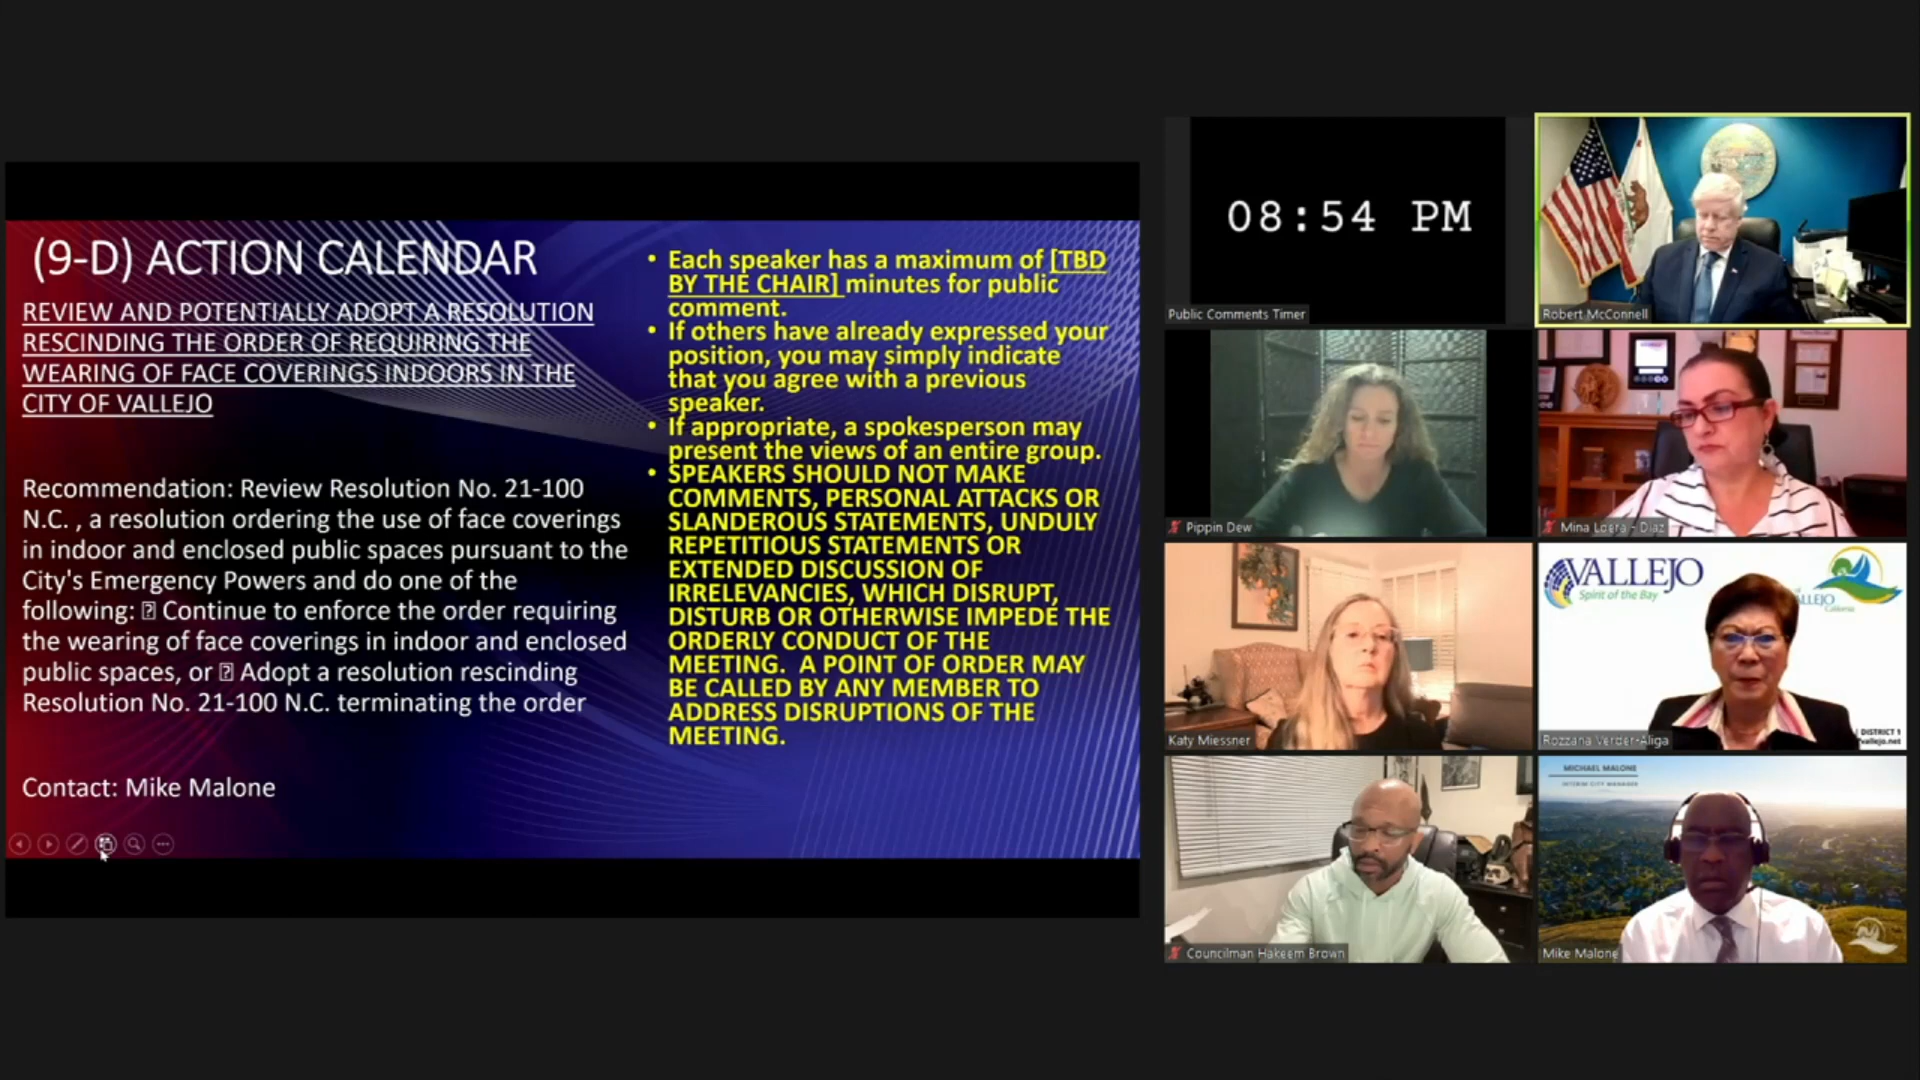 (9-D) ACTION CALENDAR
REVIEW AND POTENTIALLY ADOPT A RESOLUTION
RESCINDING THE ORDER OF REQUIRING THE
WEARING OF FACE COVERINGS INDOORS IN THE
CITY OF VALLEJO
Recommendation: Review Resolution No. 21-100
N.C. , a resolution ordering the use of face coverings
in indoor and enclosed public spaces pursuant to the
City's Emergency Powers and do one of the
following: ⍰ Continue to enforce the order requiring
the wearing of face coverings in indoor and enclosed
public spaces, or ⍰ Adopt a resolution rescinding
Resolution No. 21-100 N.C. terminating the order
Contact: Mike Malone
• Each speaker has a maximum of [TBD
BY THE CHAIR] minutes for public
comment.
• If others have already expressed your
position, you may simply indicate
that you agree with a previous
speaker.
• If appropriate, a spokesperson may
present the views of an entire group.
• SPEAKERS SHOULD NOT MAKE
COMMENTS, PERSONAL ATTACKS OR
SLANDEROUS STATEMENTS, UNDULY
REPETITIOUS STATEMENTS OR
EXTENDED DISCUSSION OF
IRRELEVANCIES, WHICH DISRUPT,
DISTURB OR OTHERWISE IMPEDE THE
ORDERLY CONDUCT OF THE
MEETING. A POINT OF ORDER MAY
BE CALLED BY ANY MEMBER TO
ADDRESS DISRUPTIONS OF THE
MEETING.
08:54 PM
Public Comments Timer
Robert McConnell
Pippin Dew
Mina Loera - Diaz
Katy Miessner
VALLEJO
Spirit of the Bay
California
DISTRICT 1
vallejo.net
Rozzana Verder-Aliga
Councilman Hakeem Brown
MICHAEL MALONE
INTERIM CITY MANAGER
Mike Malone